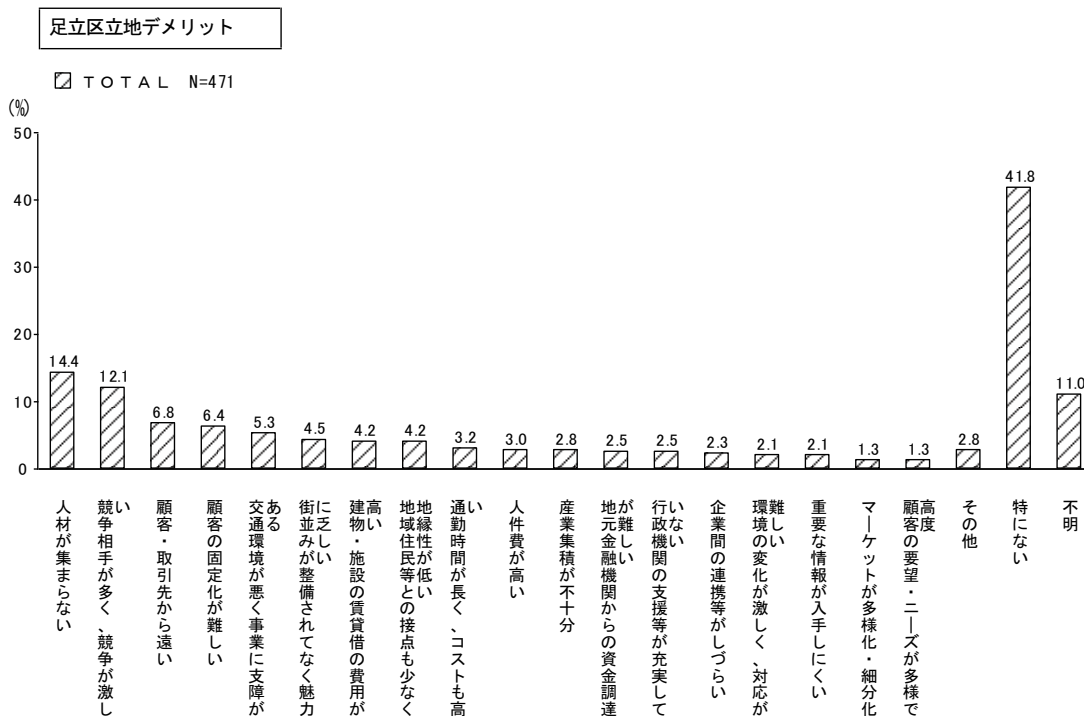 足立区立地デメリット
TOTAL N=471
(%)
50
40
30
20
10
0
14.4
12.1
6.8
6.4
5.3
4.5
4.2
4.2
3.2
3.0
2.8
2.5
2.5
2.3
2.1
2.1
1.3
1.3
2.8
41.8
11.0
人材が集まらない
競争相手が多く、競争が激し
い
顧客・取引先から遠い
顧客の固定化が難しい
交通環境が悪く事業に支障が
ある
街並みが整備されてなく魅力
に乏しい
建物・施設の賃貸借の費用が
高い
地域住民等との接点も少なく
地縁性が低い
通勤時間が長く、コストも高
い
人件費が高い
産業集積が不十分
地元金融機関からの資金調達
が難しい
行政機関の支援等が充実して
いない
企業間の連携等がしづらい
環境の変化が激しく、対応が
難しい
重要な情報が入手しにくい
マーケットが多様化・細分化
顧客の要望・ニーズが多様で
高度
その他
特にない
不明